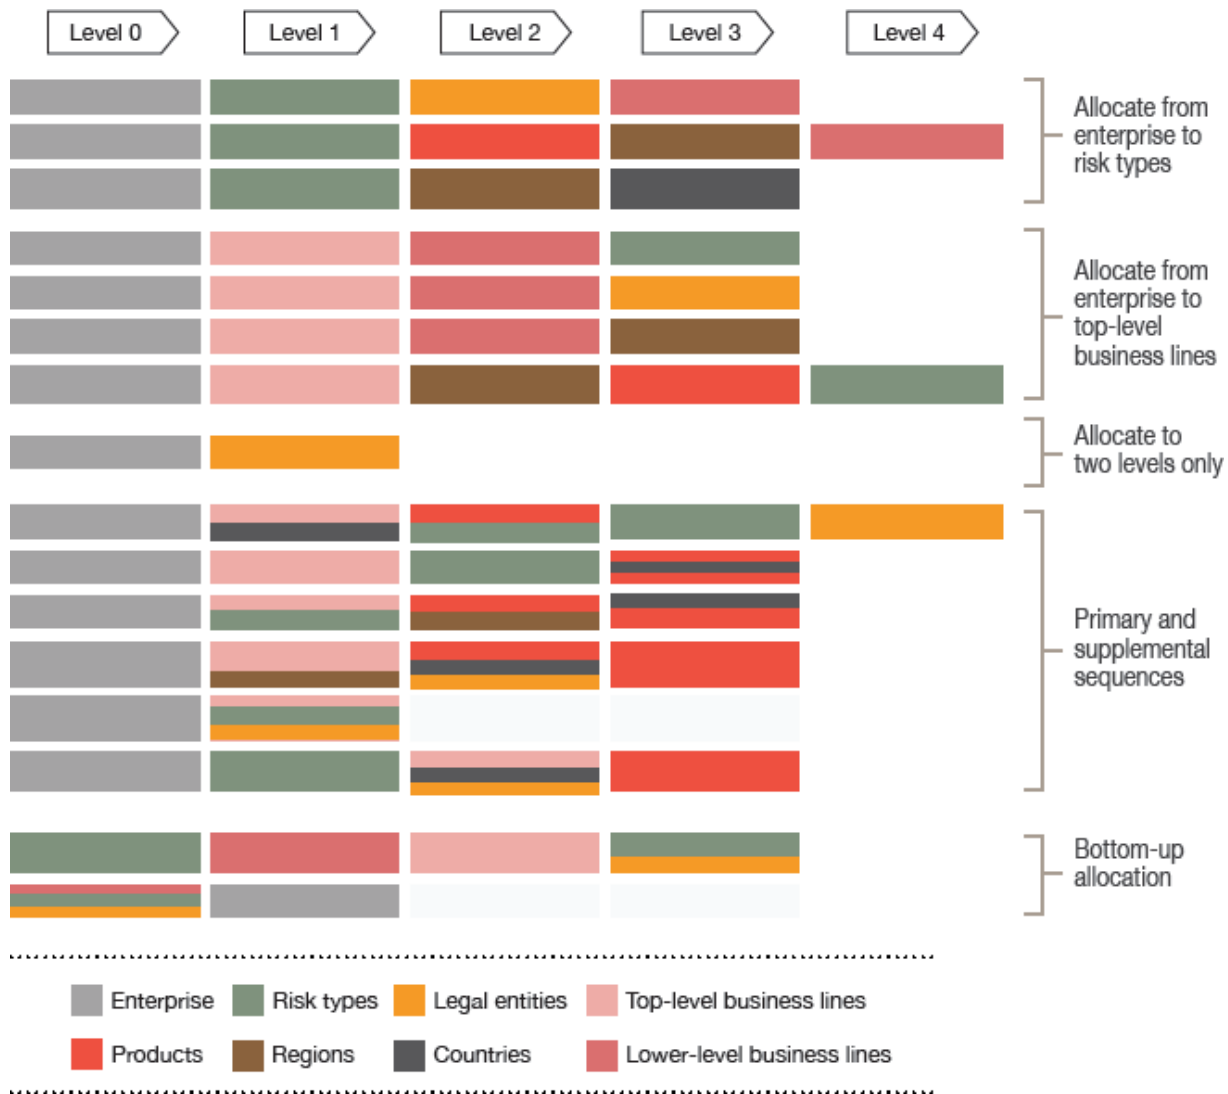 Level 0
Level 1
Level 2
Level 3
Level 4
Allocate from
enterprise to
risk types
Allocate from
enterprise to
top-level
business lines
Allocate to
two levels only
Primary and
supplemental
sequences
Bottom-up
allocation
Enterprise
Risk types
Legal entities
Top-level business lines
Products
Regions
Countries
Lower-level business lines